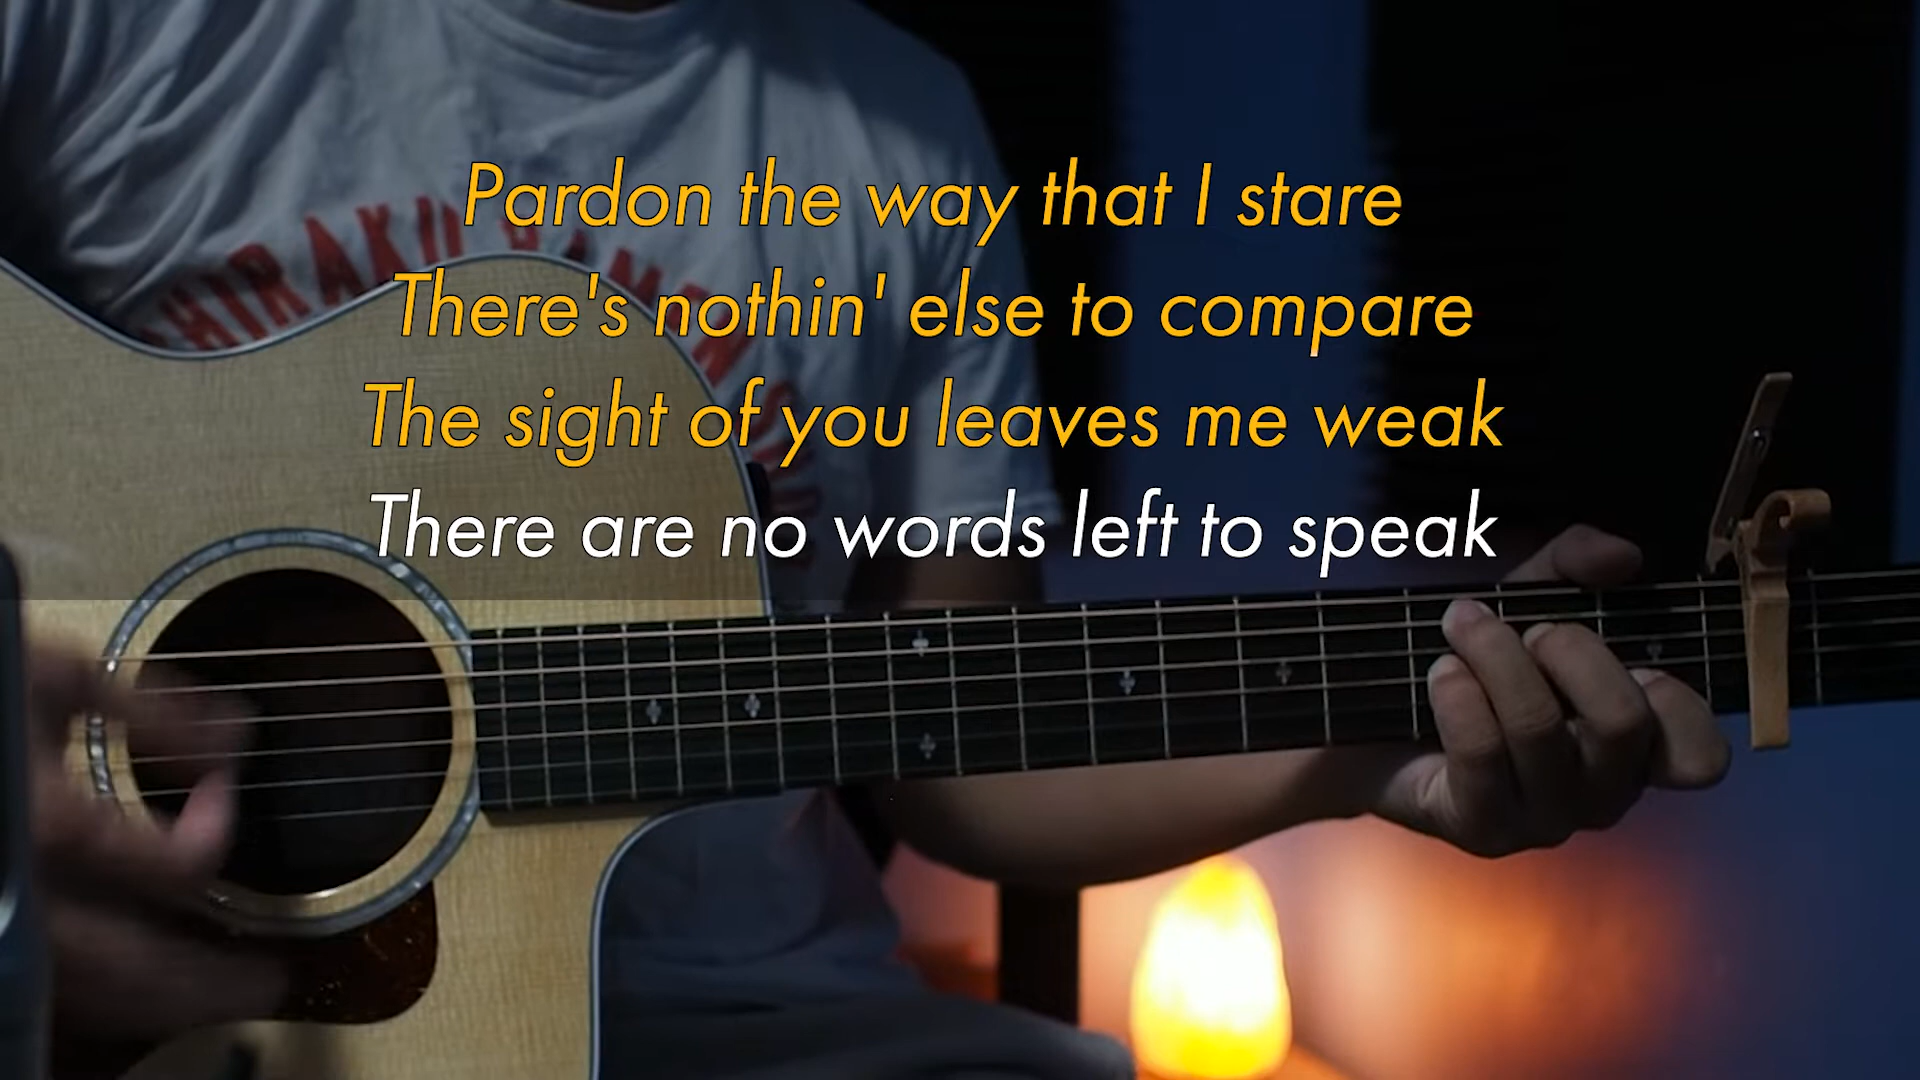 Pardon the way that I stare
There's nothin' else to compare
The sight of you leaves me weak
There are no words left to speak